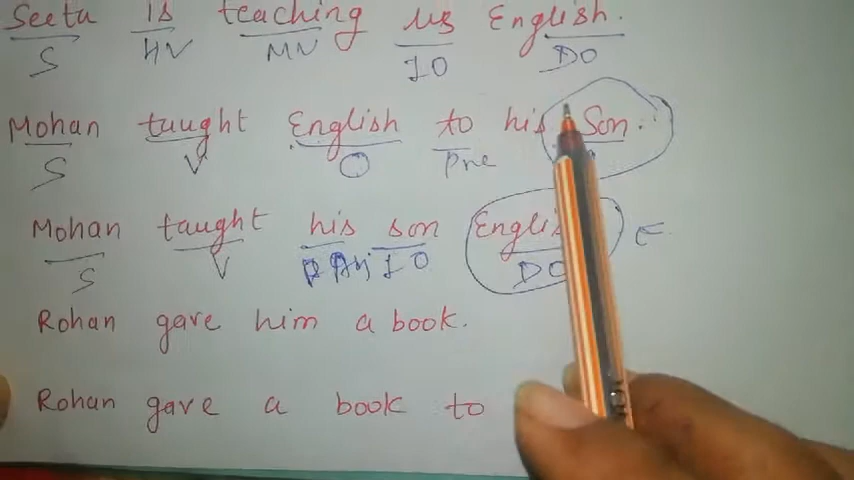 Seeta is teaching us English.
S HV MV IO DO
Mohan taught English to his Son.
S V O Pre
Mohan taught his son
S V IO DO
Rohan gave him a book.
Rohan gave a book to